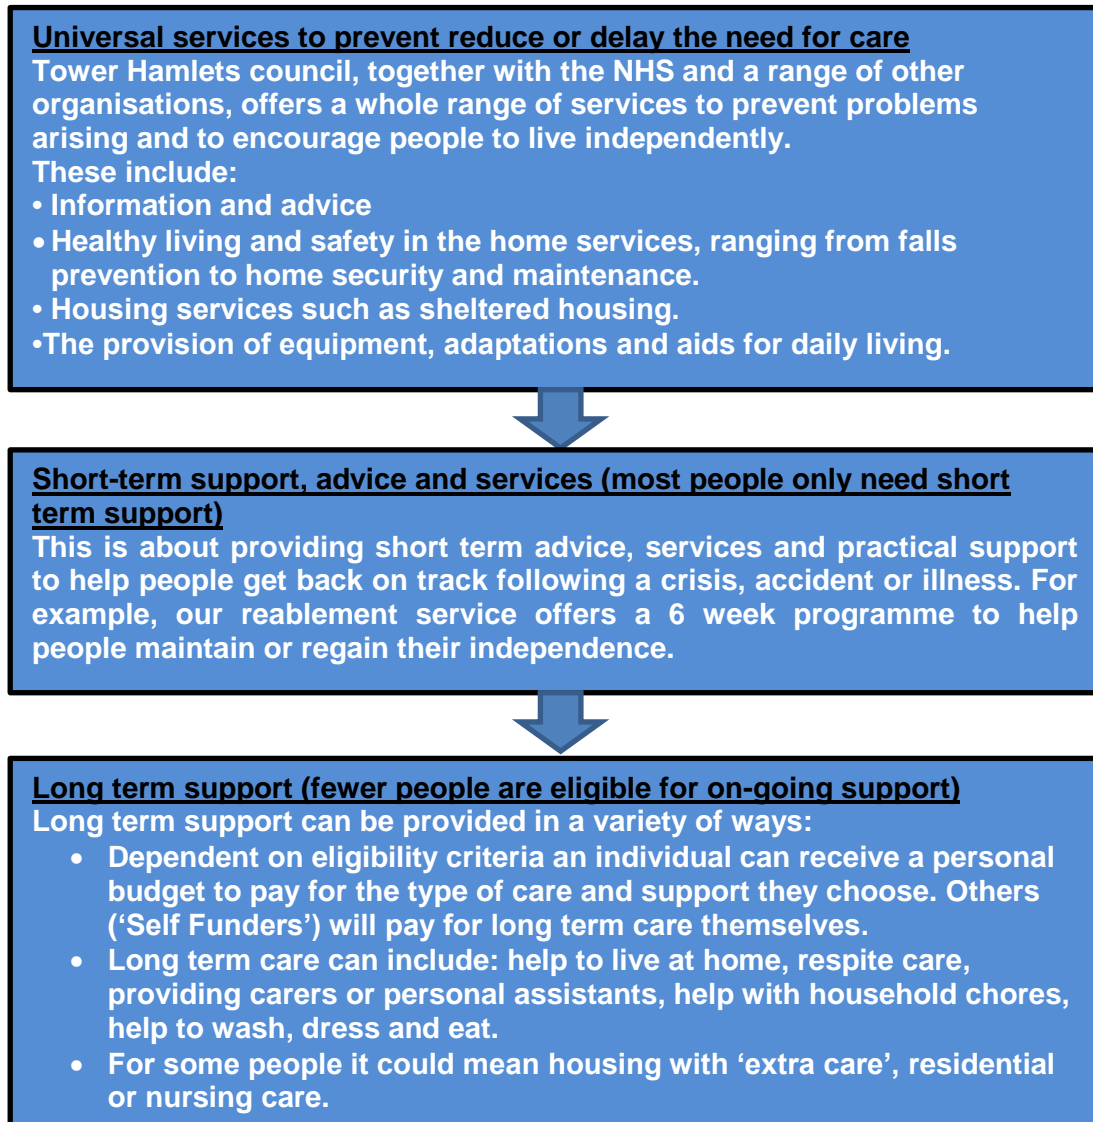 Universal services to prevent reduce or delay the need for care
Tower Hamlets council, together with the NHS and a range of other
organisations, offers a whole range of services to prevent problems
arising and to encourage people to live independently.
These include:
• Information and advice
• Healthy living and safety in the home services, ranging from falls
prevention to home security and maintenance.
• Housing services such as sheltered housing.
•The provision of equipment, adaptations and aids for daily living.
Short-term support, advice and services (most people only need short
term support)
This is about providing short term advice, services and practical support
to help people get back on track following a crisis, accident or illness. For
example, our reablement service offers a 6 week programme to help
people maintain or regain their independence.
Long term support (fewer people are eligible for on-going support)
Long term support can be provided in a variety of ways:
• Dependent on eligibility criteria an individual can receive a personal
budget to pay for the type of care and support they choose. Others
(‘Self Funders’) will pay for long term care themselves.
• Long term care can include: help to live at home, respite care,
providing carers or personal assistants, help with household chores,
help to wash, dress and eat.
• For some people it could mean housing with ‘extra care’, residential
or nursing care.